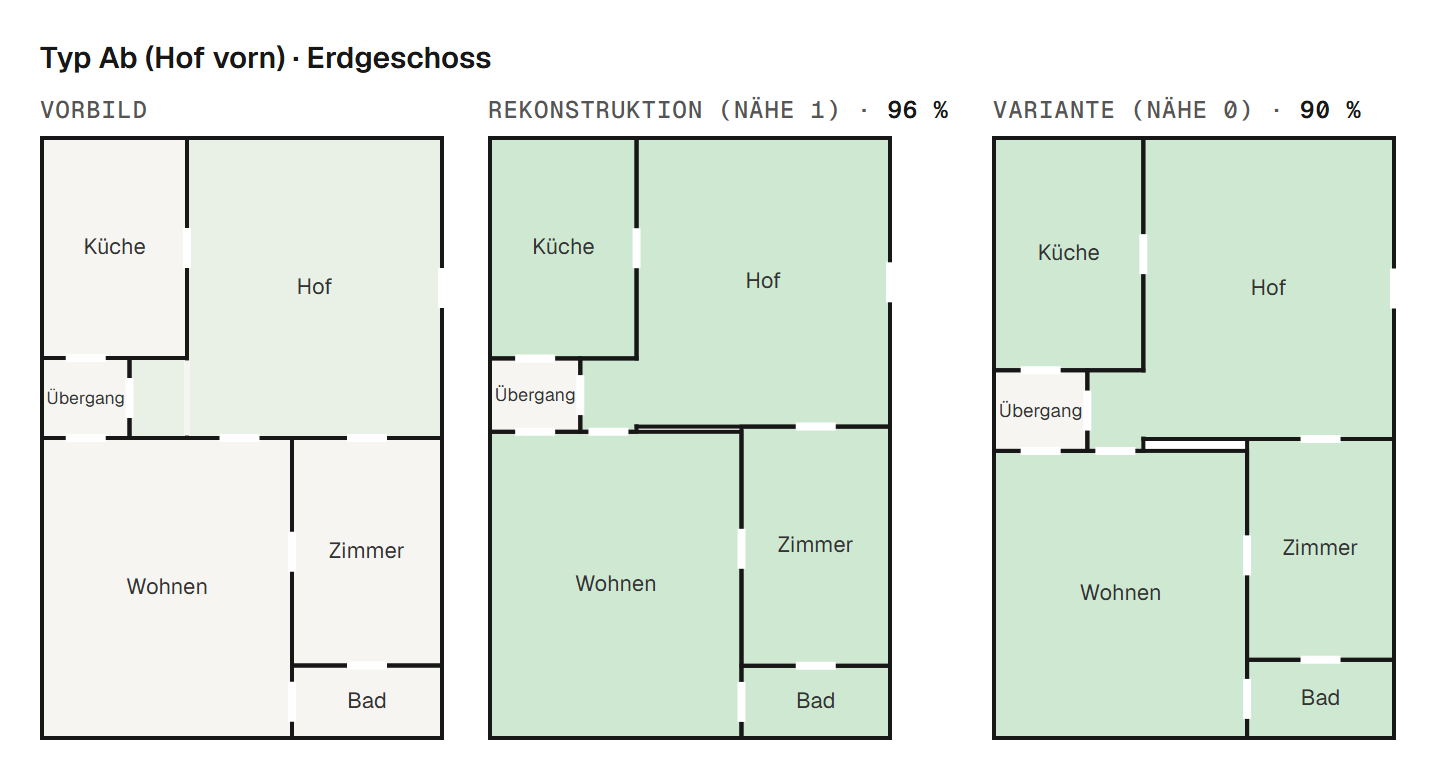 Typ Ab (Hof vorn) · Erdgeschoss
VORBILD
REKONSTRUKTION (NÄHE 1) · 96 %
VARIANTE (NÄHE 0) · 90 %
Küche
Hof
Übergang
Wohnen
Zimmer
Bad
Küche
Hof
Übergang
Wohnen
Zimmer
Bad
Küche
Hof
Übergang
Wohnen
Zimmer
Bad